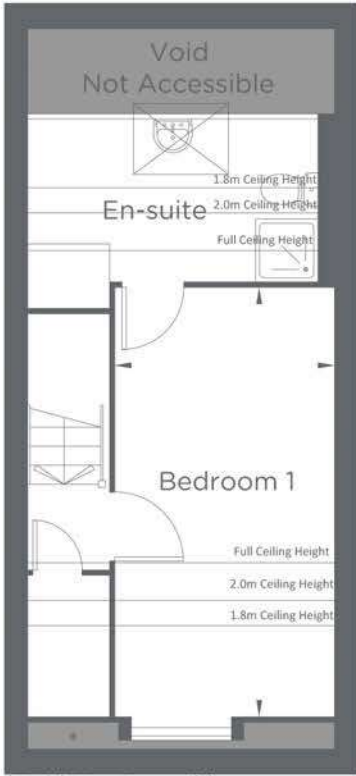 Void
Not Accessible
1.8m Ceiling Height
En-suite
2.0m Ceiling Height
Full Ceiling Height
Bedroom 1
Full Ceiling Height
2.0m Ceiling Height
1.8m Ceiling Height